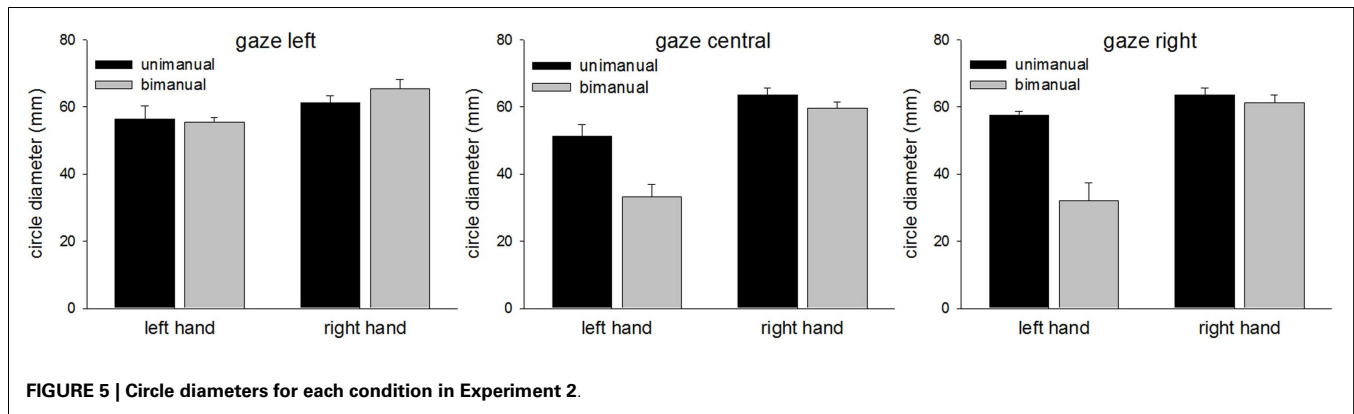 gaze left
unimanual
bimanual
circle diameter (mm)
80
60
40
20
0
left hand
right hand
gaze central
unimanual
bimanual
circle diameter (mm)
80
60
40
20
0
left hand
right hand
gaze right
unimanual
bimanual
circle diameter (mm)
80
60
40
20
0
left hand
right hand
FIGURE 5 | Circle diameters for each condition in Experiment 2.